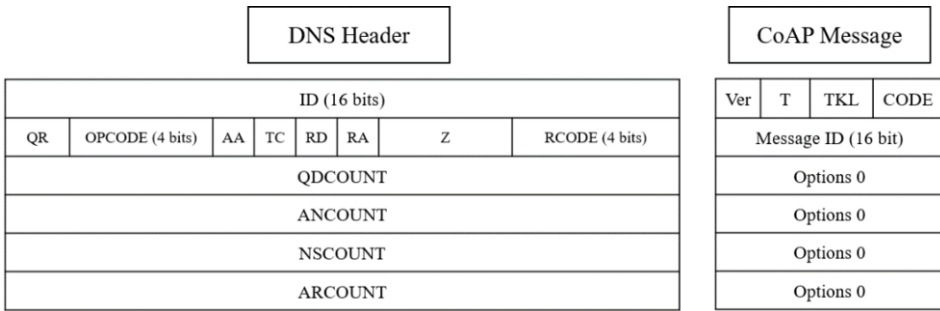 DNS Header
ID (16 bits)
QR OPCODE (4 bits) AA TC RD RA Z RCODE (4 bits)
QDCOUNT
ANCOUNT
NSCOUNT
ARCOUNT
CoAP Message
Ver T TKL CODE
Message ID (16 bit)
Options 0
Options 0
Options 0
Options 0